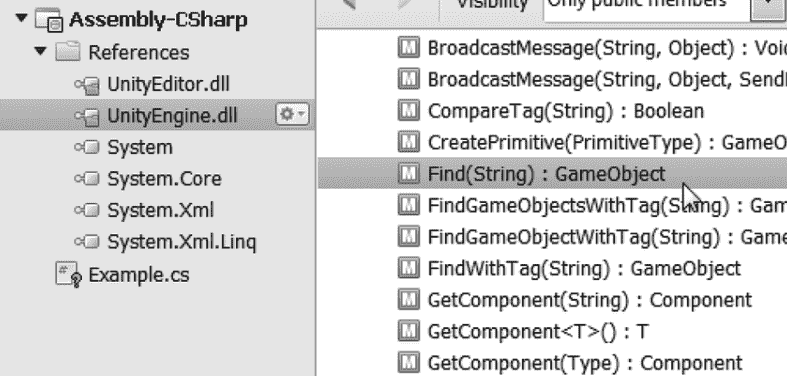 Assembly-CSharp
References
UnityEditor.dll
UnityEngine.dll
System
System.Core
System.Xml
System.Xml.Linq
Example.cs
Visibility Only public members
BroadcastMessage(String, Object) : Void
BroadcastMessage(String, Object, Send
CompareTag(String) : Boolean
CreatePrimitive(PrimitiveType) : GameO
Find(String) : GameObject
FindGameObjectsWithTag(String) : Gam
FindGameObjectWithTag(String) : Game
FindWithTag(String) : GameObject
GetComponent(String) : Component
GetComponent<T>() : T
GetComponent(Type) : Component